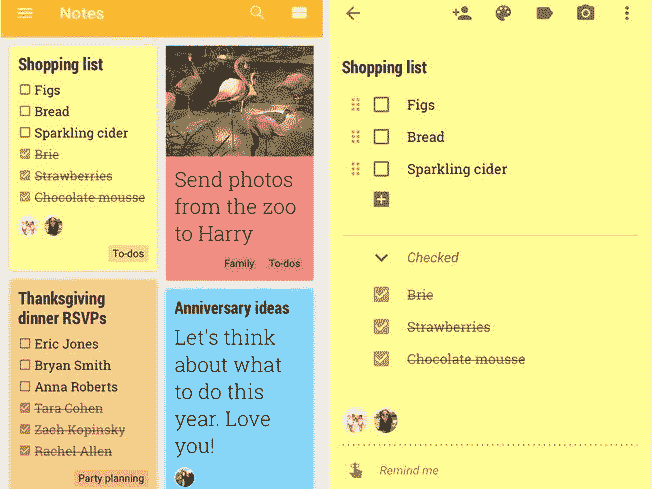 Notes
Shopping list
Figs
Bread
Sparkling cider
Brie
Strawberries
Chocolate mousse
To-dos
Thanksgiving
dinner RSVPs
Eric Jones
Bryan Smith
Anna Roberts
Tara Cohen
Zach Kopinsky
Rachel Allen
Party planning
Send photos
from the zoo
to Harry
Family To-dos
Anniversary ideas
Let's think
about what
to do this
year. Love
you!
Shopping list
Figs
Bread
Sparkling cider
Checked
Brie
Strawberries
Chocolate mousse
Remind me